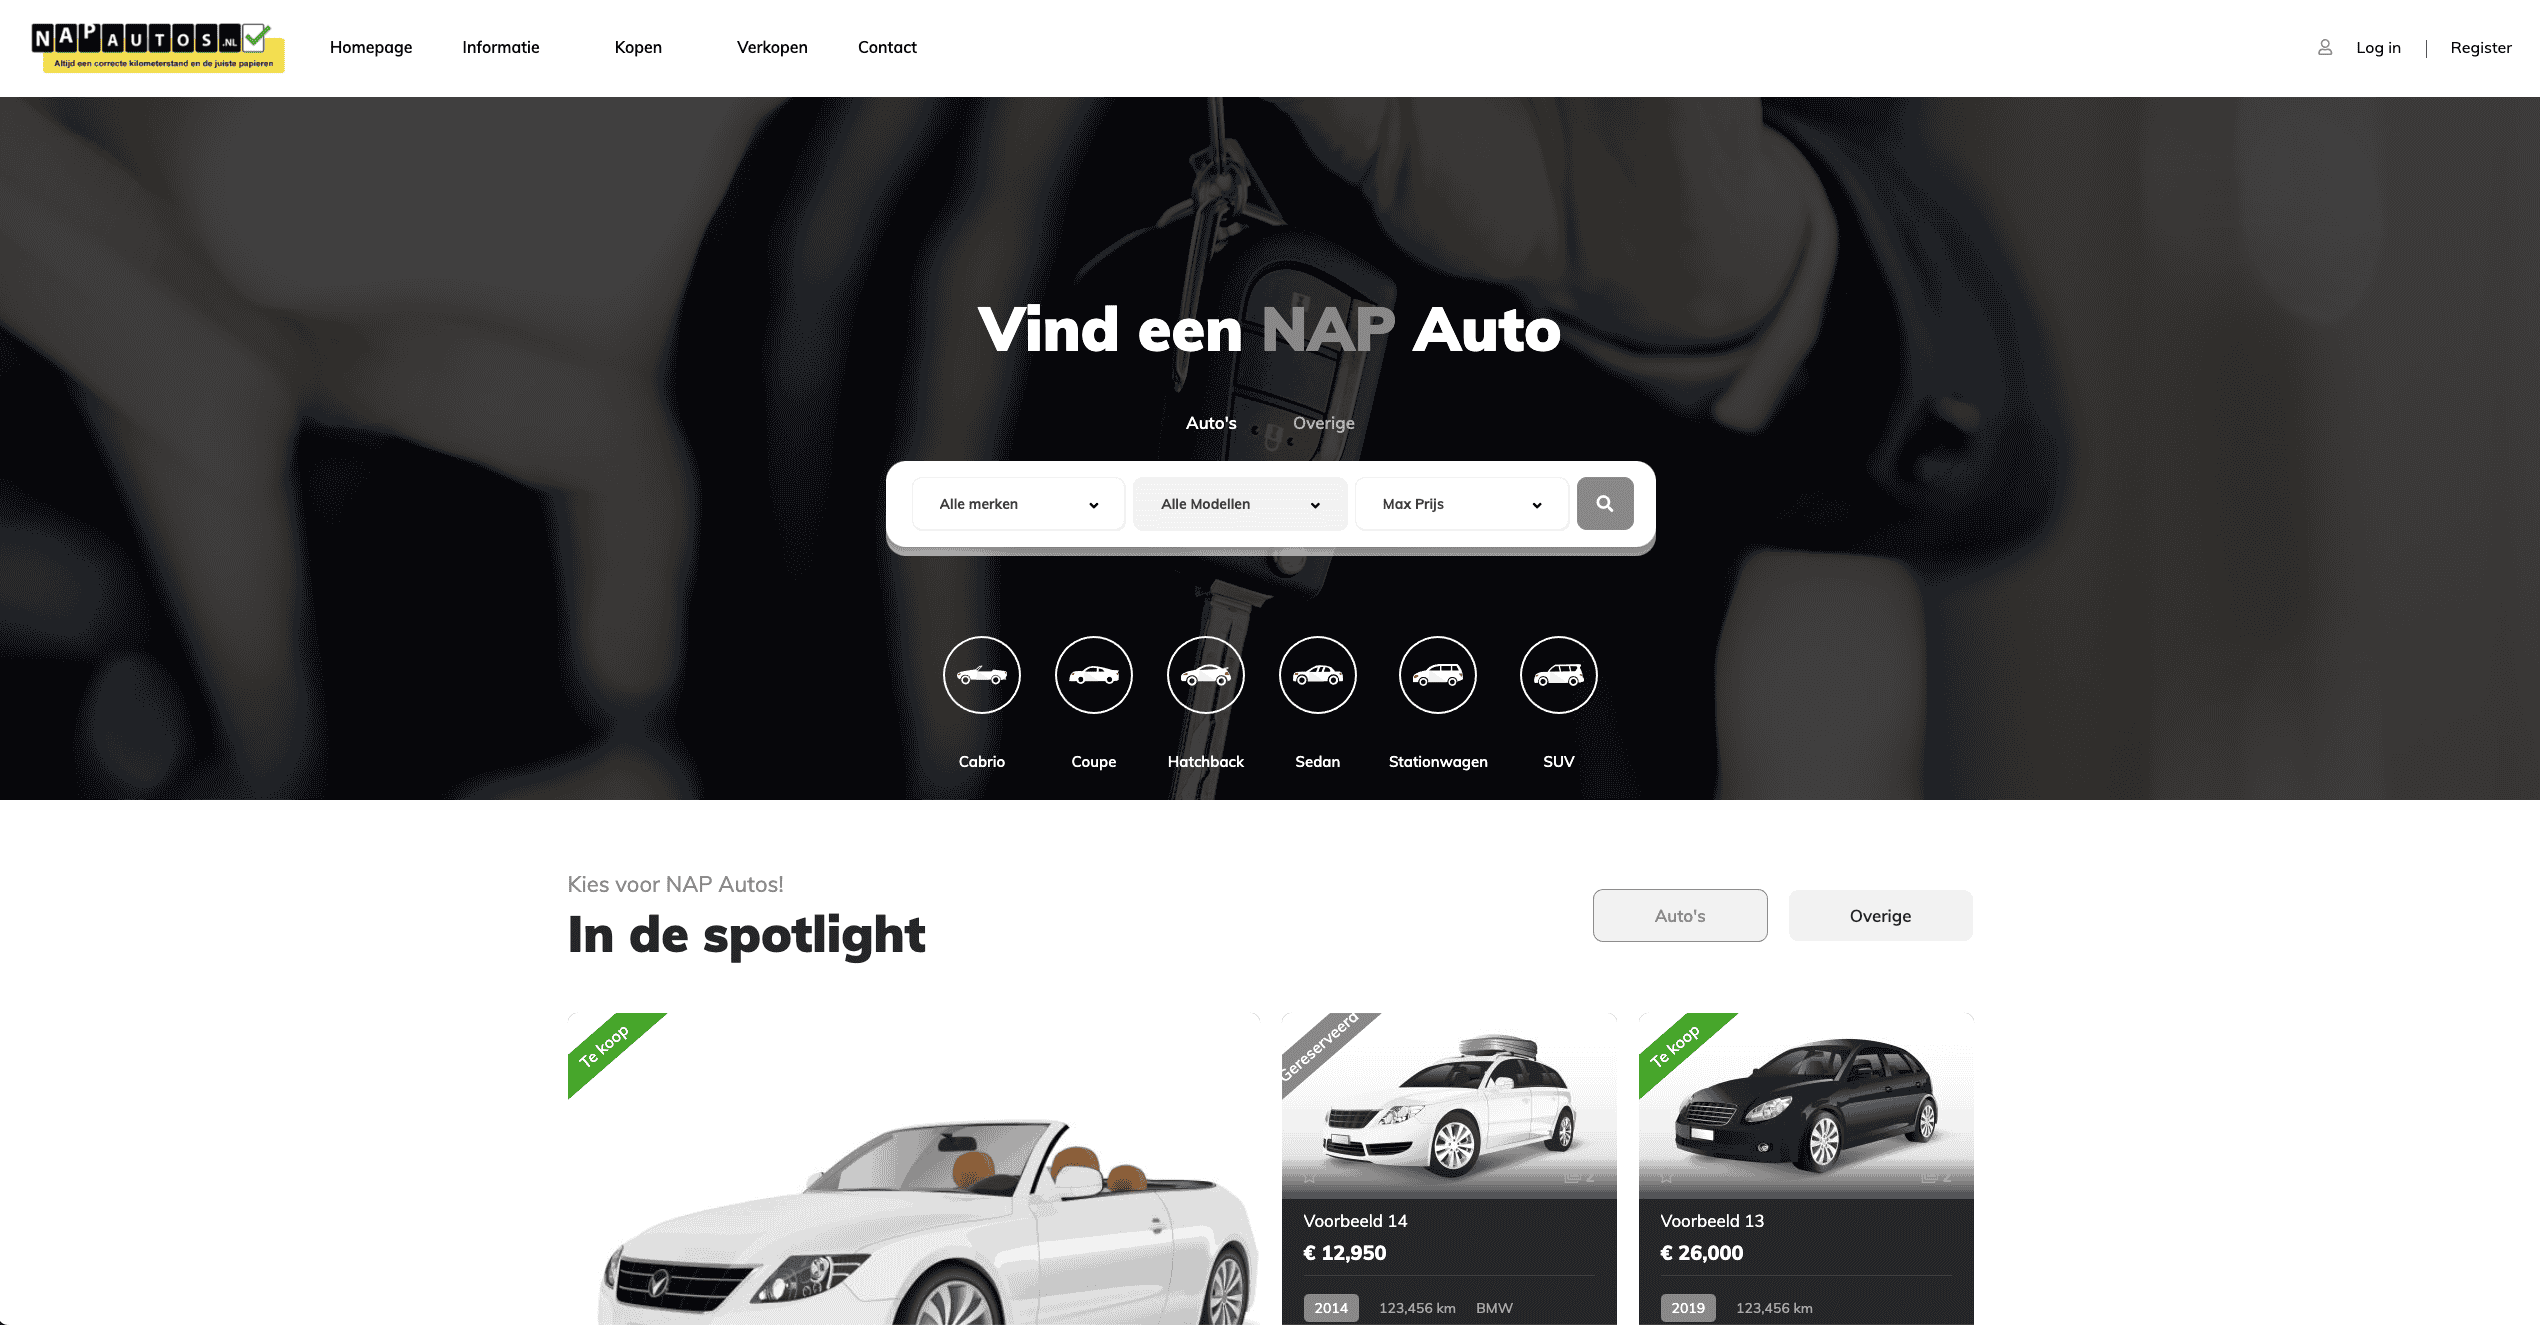 NAPAUTOS.NL
Altijd een correcte kilometerstand en de juiste papieren
Homepage
Informatie
Kopen
Verkopen
Contact
Log in
Register
Vind een NAP Auto
Auto's
Overige
Alle merken
Alle Modellen
Max Prijs
Cabrio
Coupe
Hatchback
Sedan
Stationwagen
SUV
Kies voor NAP Autos!
In de spotlight
Auto's
Overige
Te koop
Gereserveerd
2
Voorbeeld 14
€ 12,950
2014
123,456 km
BMW
Te koop
2
Voorbeeld 13
€ 26,000
2019
123,456 km